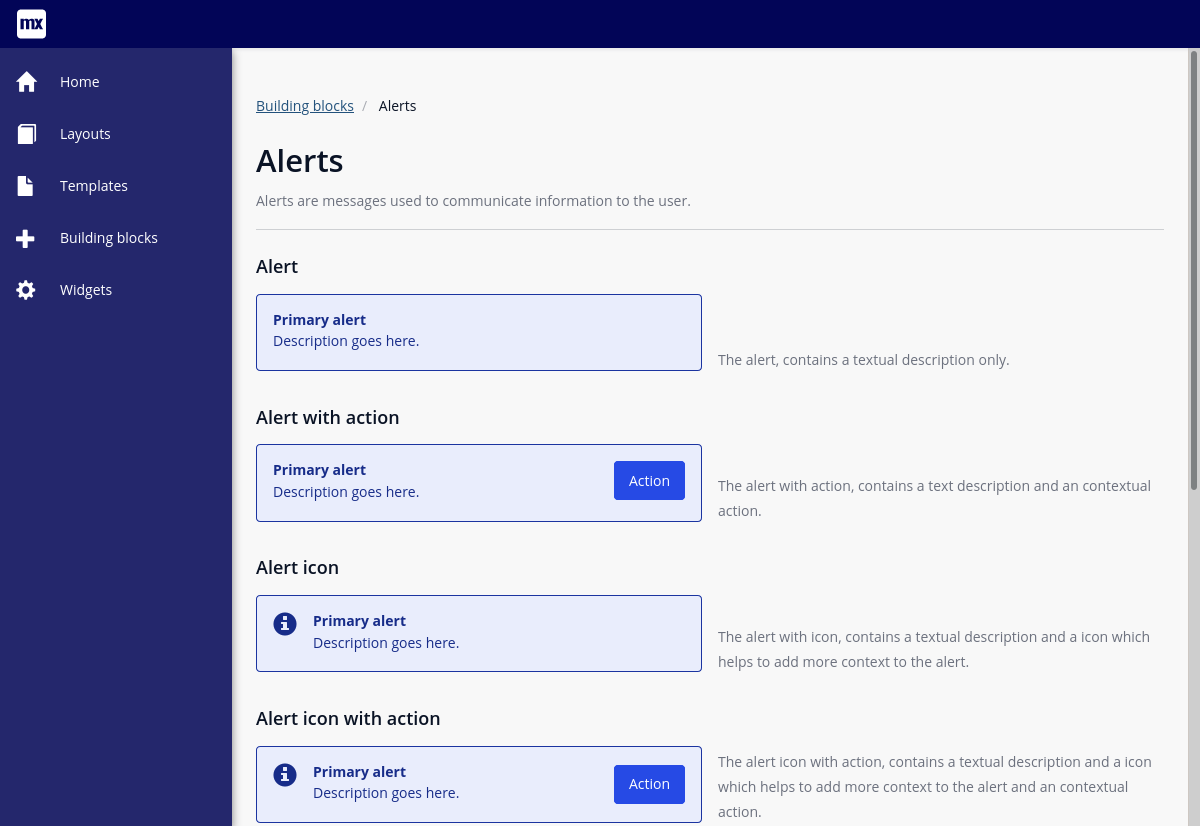 mx
Home
Layouts
Templates
Building blocks
Widgets
Building blocks / Alerts
Alerts
Alerts are messages used to communicate information to the user.
Alert
Primary alert
Description goes here.
The alert, contains a textual description only.
Alert with action
Primary alert
Description goes here.
Action
The alert with action, contains a text description and an contextual
action.
Alert icon
Primary alert
Description goes here.
The alert with icon, contains a textual description and a icon which
helps to add more context to the alert.
Alert icon with action
Primary alert
Description goes here.
Action
The alert icon with action, contains a textual description and a icon
which helps to add more context to the alert and an contextual
action.